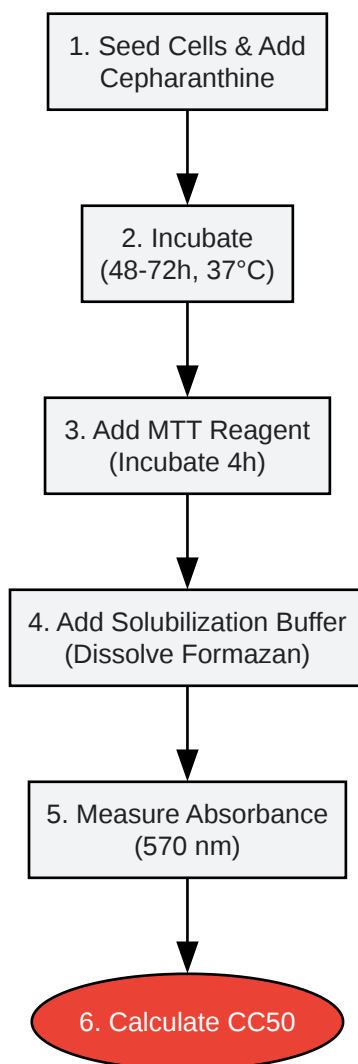 1. Seed Cells & Add
Cepharanthine
2. Incubate
(48-72h, 37°C)
3. Add MTT Reagent
(Incubate 4h)
4. Add Solubilization Buffer
(Dissolve Formazan)
5. Measure Absorbance
(570 nm)
6. Calculate CC50